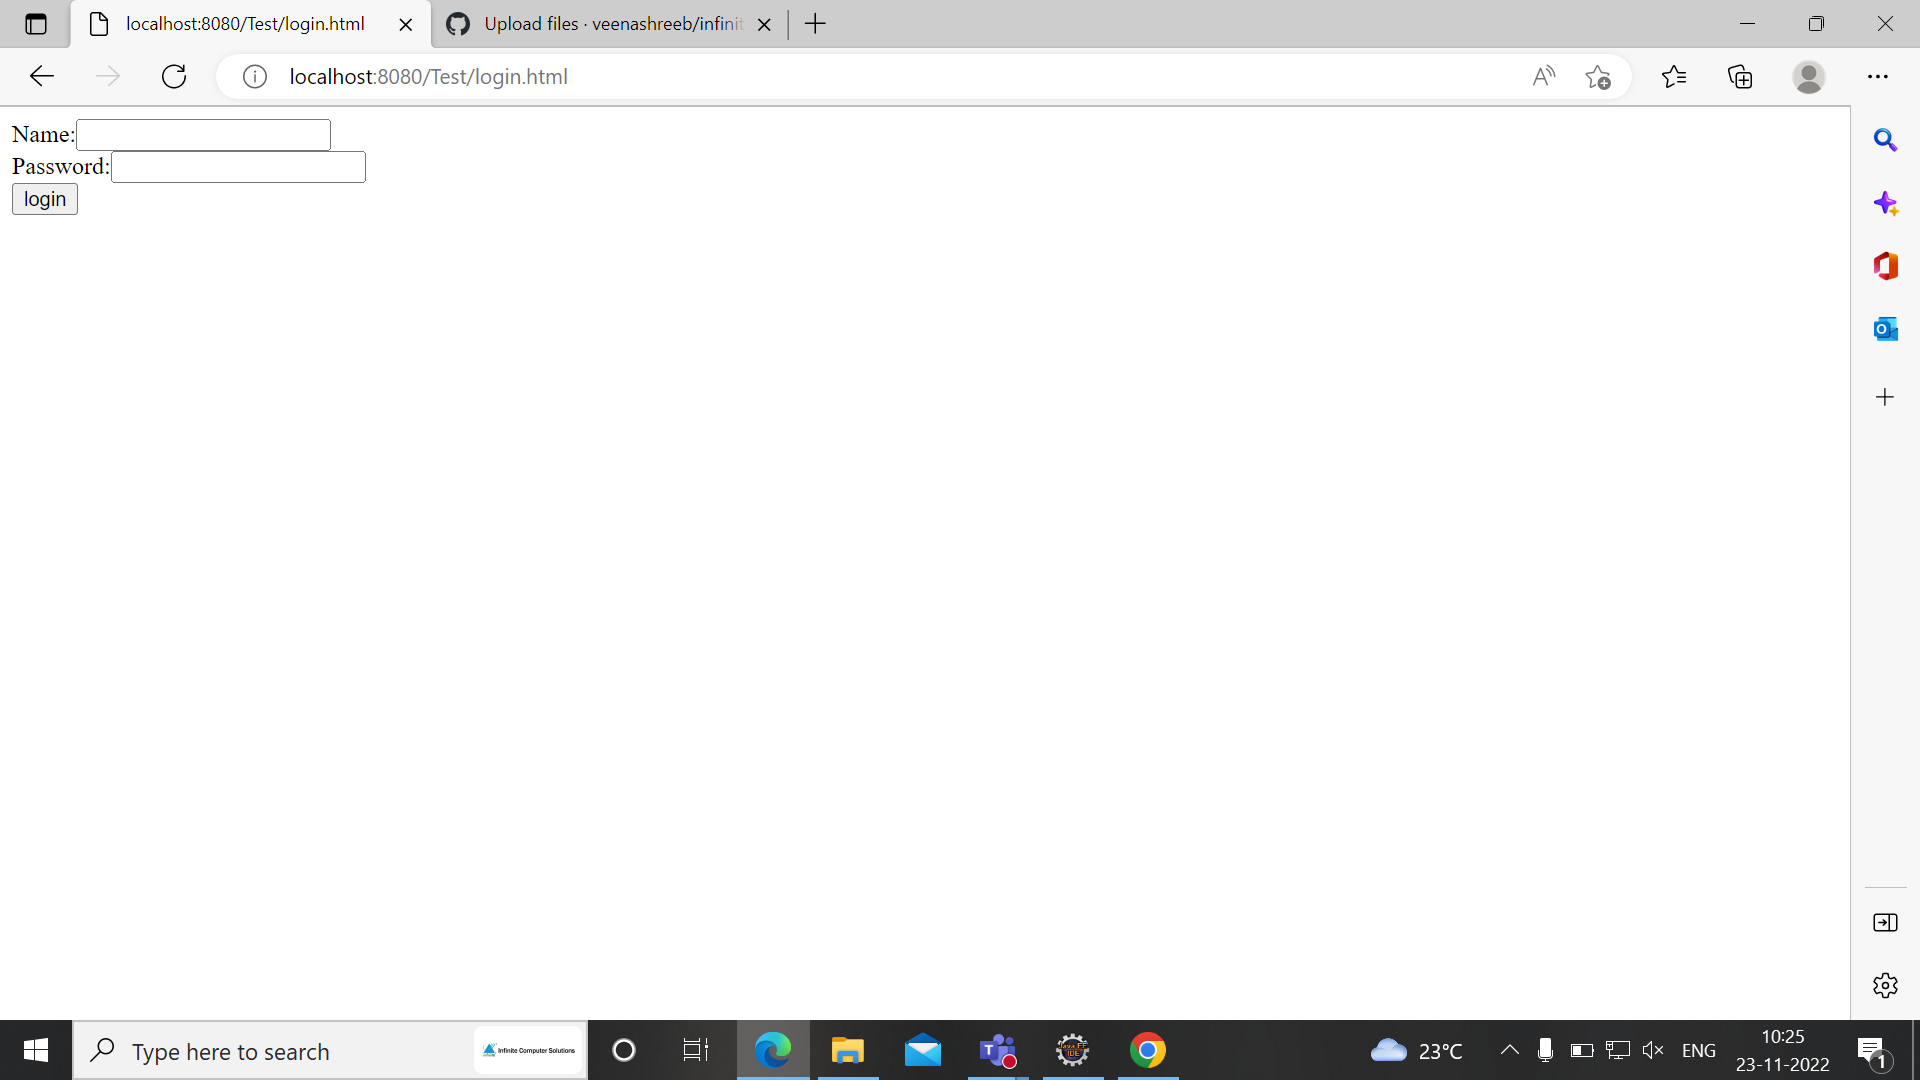 localhost:8080/Test/login.html
Upload files · veenashreeb/infinit
localhost:8080/Test/login.html
Name:
Password:
login
Type here to search
Infinite Computer Solutions
23°C
ENG
10:25
23-11-2022
1